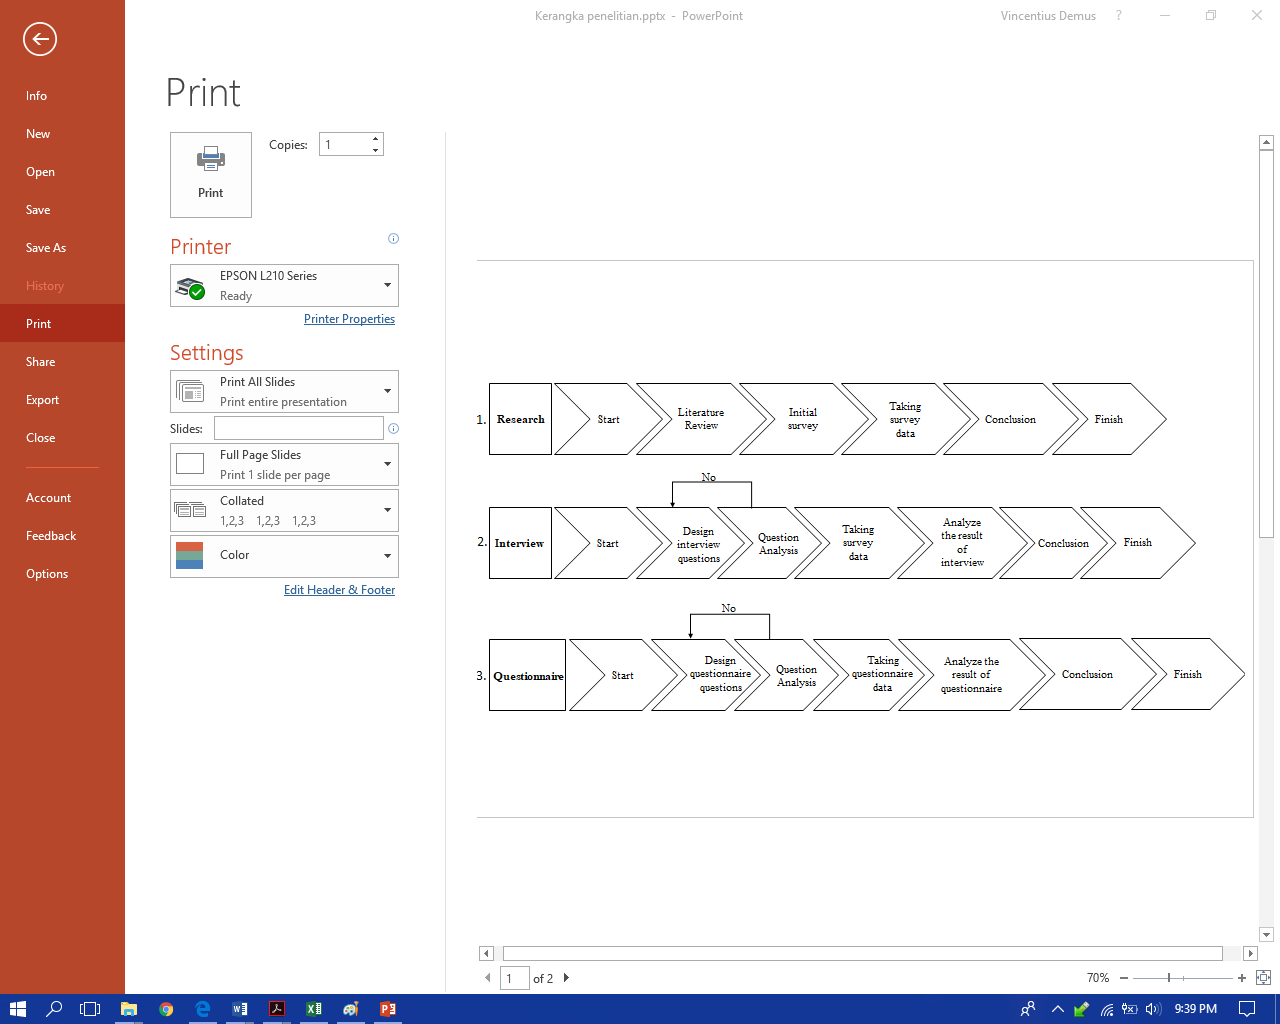 Kerangka penelitian.pptx - PowerPoint
Vincentius Demus
?
Info
New
Open
Save
Save As
History
Print
Share
Export
Close
Account
Feedback
Options
Print
Print
Copies: 1
Printer
EPSON L210 Series
Ready
Printer Properties
Settings
Print All Slides
Print entire presentation
Slides:
Full Page Slides
Print 1 slide per page
Collated
1,2,3 1,2,3 1,2,3
Color
Edit Header & Footer
1.
Research
Start
Literature
Review
Initial
survey
Taking
survey
data
Conclusion
Finish
No
2.
Interview
Start
Design
interview
questions
Question
Analysis
Taking
survey
data
Analyze
the result
of
interview
Conclusion
Finish
No
3.
Questionnaire
Start
Design
questionnaire
questions
Question
Analysis
Taking
questionnaire
data
Analyze the
result of
questionnaire
Conclusion
Finish
1 of 2
70%
9:39 PM